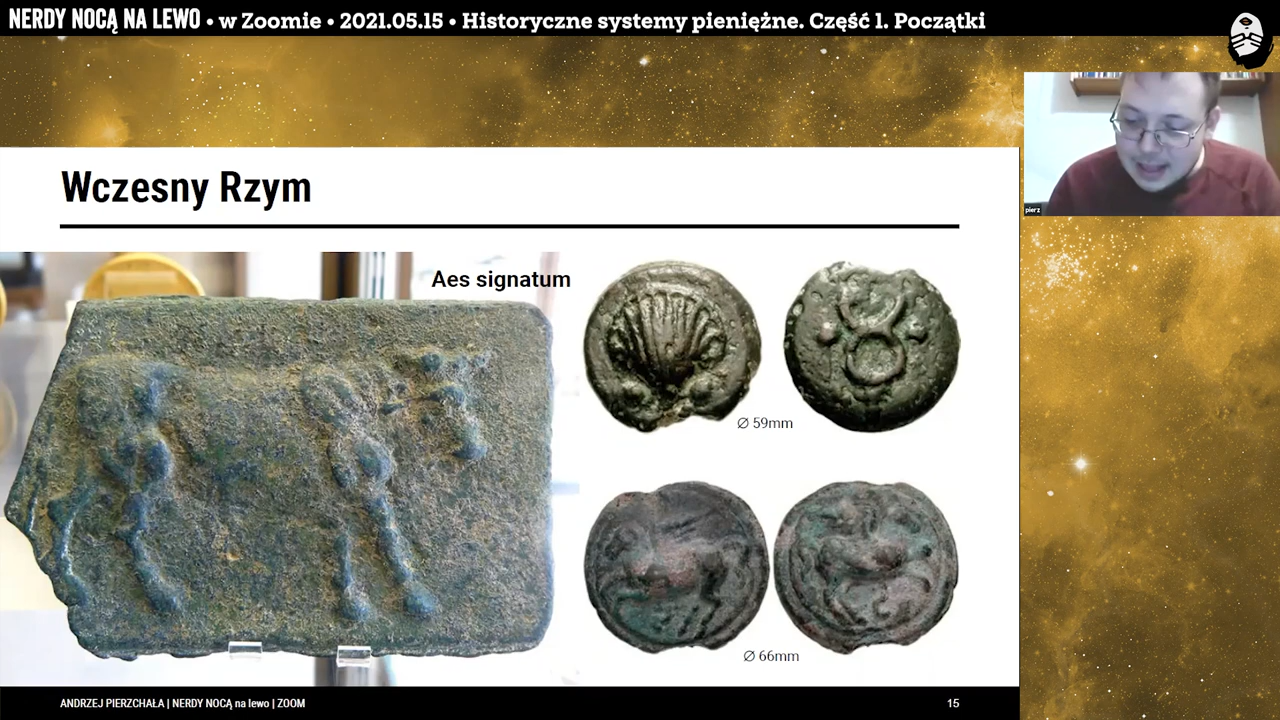 NERDY NOCĄ NA LEWO • w Zoomie • 2021.05.15 • Historyczne systemy pieniężne. Część 1. Początki
pierz
Wczesny Rzym
Aes signatum
∅ 59mm
∅ 66mm
ANDRZEJ PIERZCHAŁA | NERDY NOCĄ na lewo | ZOOM
15